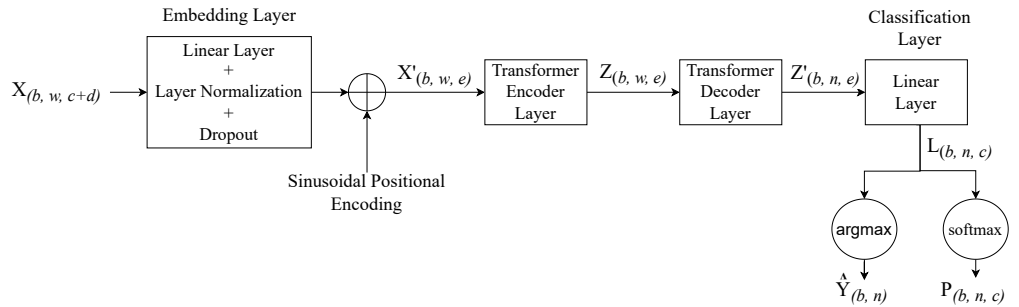 Embedding Layer
Classification
Layer
X(b, w, c+d)
Linear Layer
+
Layer Normalization
+
Dropout
X'(b, w, e)
Transformer
Encoder
Layer
Z(b, w, e)
Transformer
Decoder
Layer
Z'(b, n, e)
Linear
Layer
Sinusoidal Positional
Encoding
L(b, n, c)
argmax
softmax
Ŷ(b, n)
P(b, n, c)